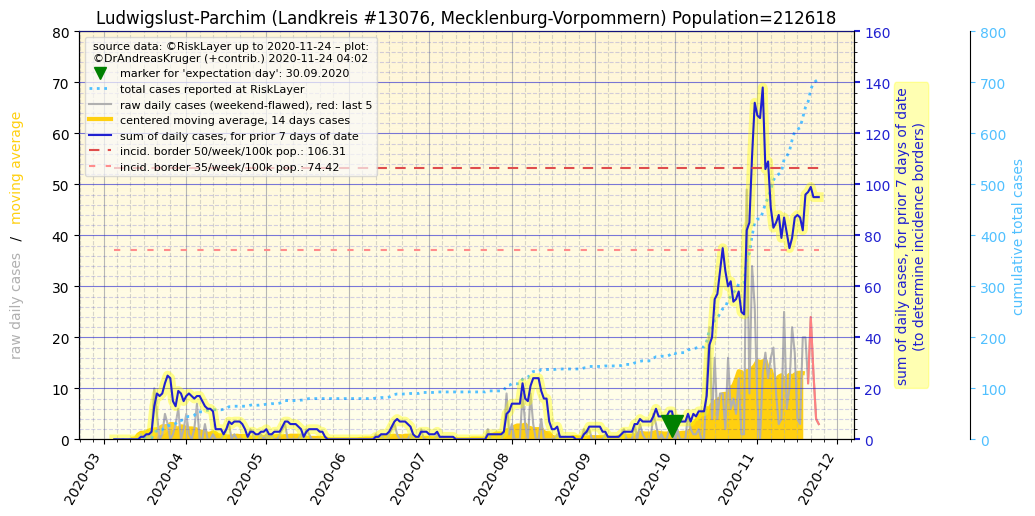 Ludwigslust-Parchim (Landkreis #13076, Mecklenburg-Vorpommern) Population=212618
source data: ©RiskLayer up to 2020-11-24 – plot:
©DrAndreasKruger (+contrib.) 2020-11-24 04:02
marker for 'expectation day': 30.09.2020
total cases reported at RiskLayer
raw daily cases (weekend-flawed), red: last 5
centered moving average, 14 days cases
sum of daily cases, for prior 7 days of date
incid. border 50/week/100k pop.: 106.31
incid. border 35/week/100k pop.: 74.42
raw daily cases / moving average
80
70
60
50
40
30
20
10
0
2020-03
2020-04
2020-05
2020-06
2020-07
2020-08
2020-09
2020-10
2020-11
2020-12
160
140
120
100
80
60
40
20
0
sum of daily cases, for prior 7 days of date
(to determine incidence borders)
800
700
600
500
400
300
200
100
0
cumulative total cases